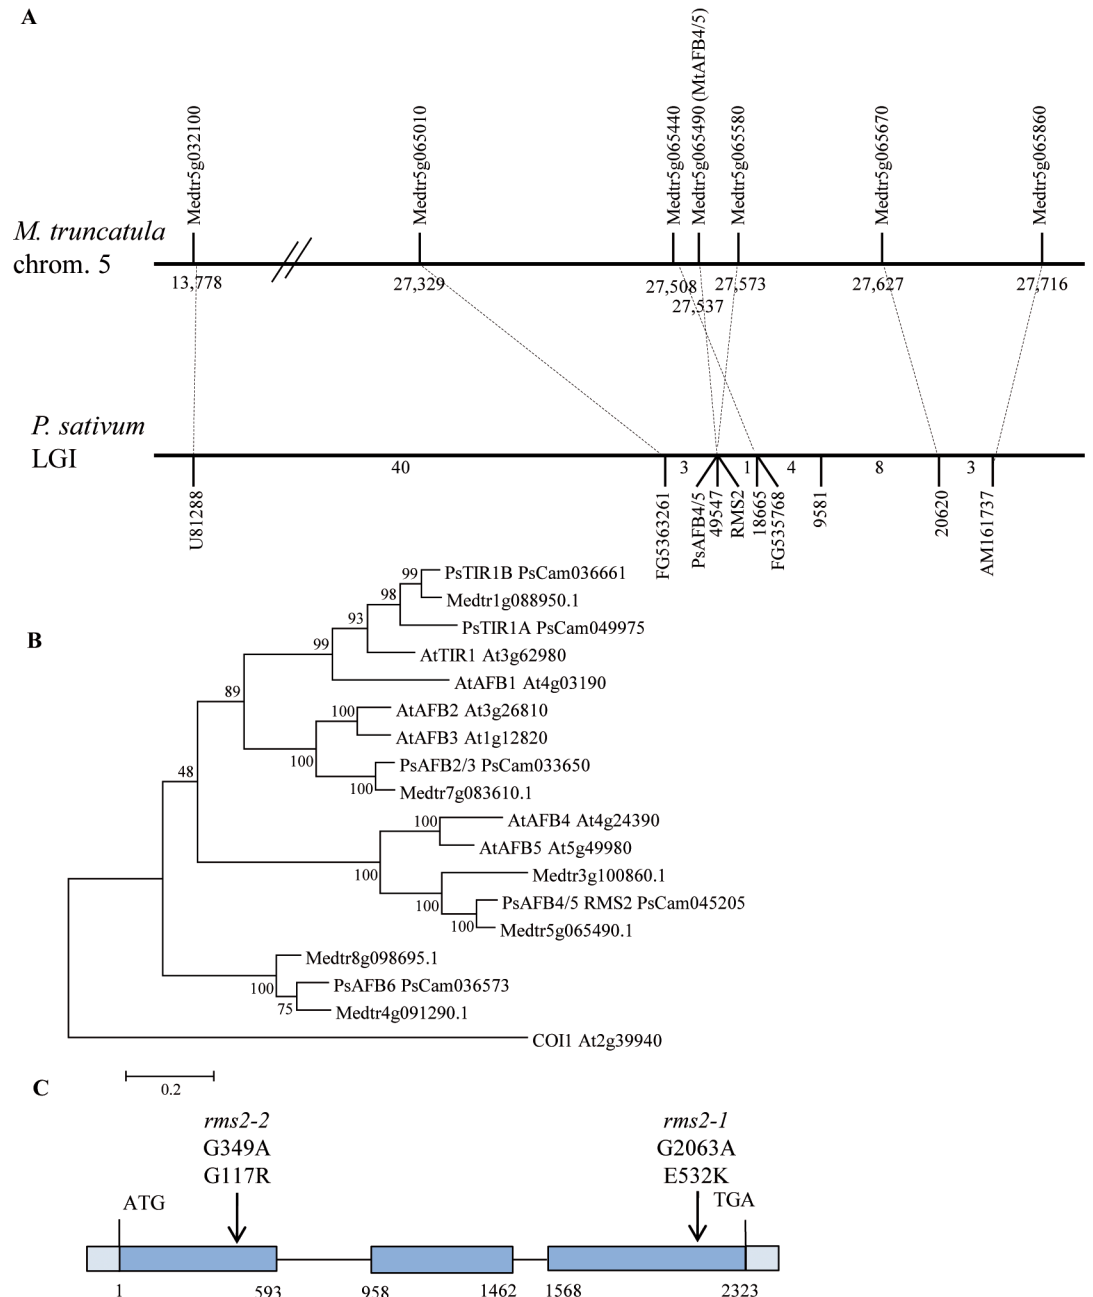 A
Medtr5g032100
Medtr5g065010
Medtr5g065440
Medtr5g065490 (MtAFB4/5)
Medtr5g065580
Medtr5g065670
Medtr5g065860
M. truncatula
chrom. 5
13,778
27,329
27,508
27,537
27,573
27,627
27,716
P. sativum
LGI
40
3
1
4
8
3
U81288
FG5363261
PsAFB4/5
49547
RMS2
18665
FG535768
9581
20620
AM161737
B
99
PsTIR1B PsCam036661
98
Medtr1g088950.1
93
PsTIR1A PsCam049975
99
AtTIR1 At3g62980
AtAFB1 At4g03190
89
100
AtAFB2 At3g26810
AtAFB3 At1g12820
100
PsAFB2/3 PsCam033650
100
Medtr7g083610.1
48
100
AtAFB4 At4g24390
AtAFB5 At5g49980
100
Medtr3g100860.1
100
PsAFB4/5 RMS2 PsCam045205
100
Medtr5g065490.1
Medtr8g098695.1
100
PsAFB6 PsCam036573
75
Medtr4g091290.1
COI1 At2g39940
0.2
C
rms2-2
G349A
G117R
rms2-1
G2063A
E532K
ATG
TGA
1
593
958
1462
1568
2323